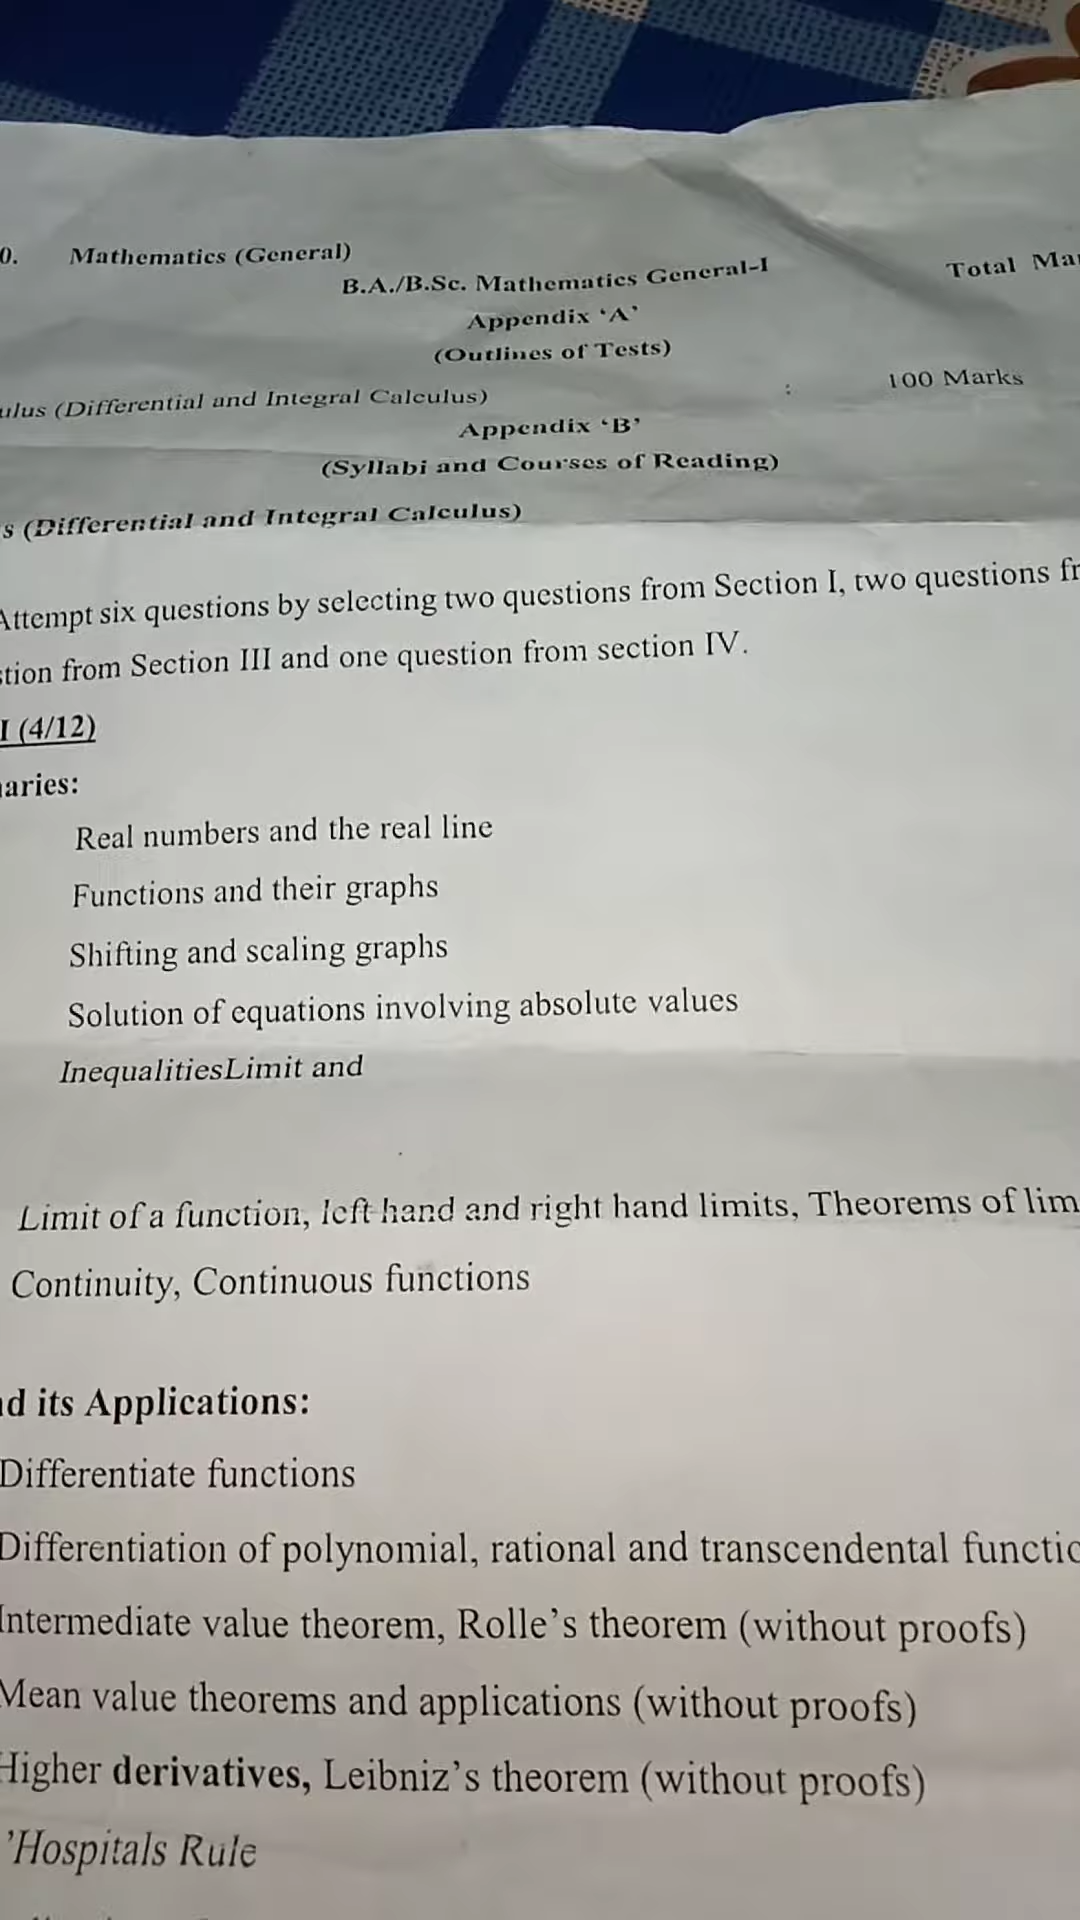 0. Mathematics (General)
B.A./B.Sc. Mathematics General-I
Total Mar
Appendix ‘A’
(Outlines of Tests)
ulus (Differential and Integral Calculus) : 100 Marks
Appendix ‘B’
(Syllabi and Courses of Reading)
s (Differential and Integral Calculus)
Attempt six questions by selecting two questions from Section I, two questions fr
stion from Section III and one question from section IV.
I (4/12)
naries:
Real numbers and the real line
Functions and their graphs
Shifting and scaling graphs
Solution of equations involving absolute values
InequalitiesLimit and
Limit of a function, left hand and right hand limits, Theorems of lim
Continuity, Continuous functions
nd its Applications:
Differentiate functions
Differentiation of polynomial, rational and transcendental functio
Intermediate value theorem, Rolle’s theorem (without proofs)
Mean value theorems and applications (without proofs)
Higher derivatives, Leibniz’s theorem (without proofs)
’Hospitals Rule